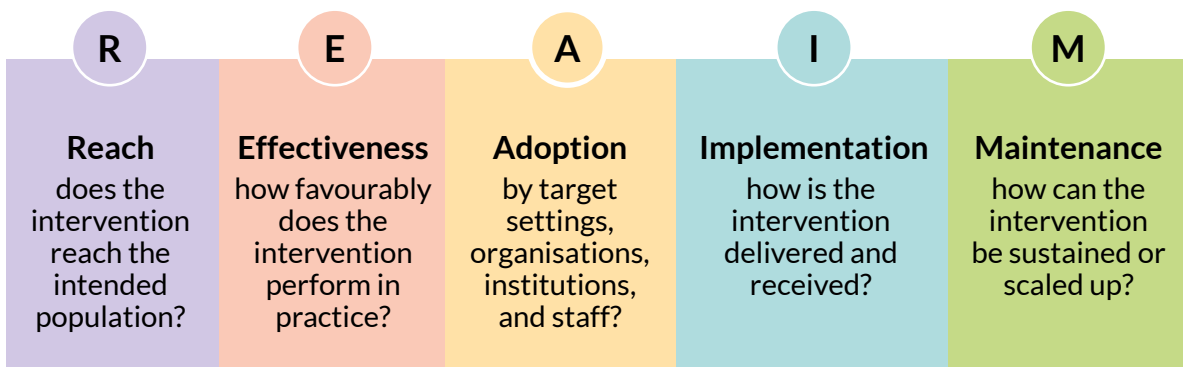 R
Reach
does the
intervention
reach the
intended
population?
E
Effectiveness
how favourably
does the
intervention
perform in
practice?
A
Adoption
by target
settings,
organisations,
institutions,
and staff?
I
Implementation
how is the
intervention
delivered and
received?
M
Maintenance
how can the
intervention
be sustained or
scaled up?